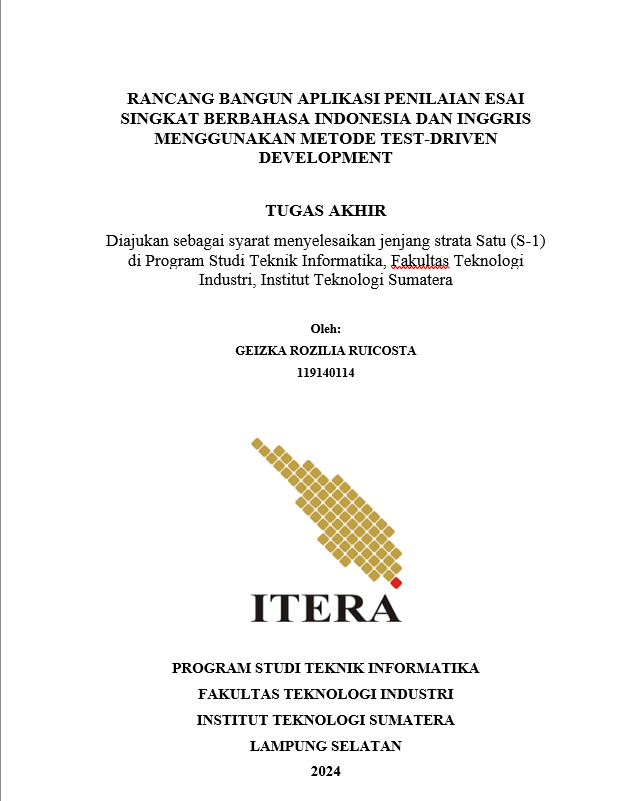 RANCANG BANGUN APLIKASI PENILAIAN ESAI
SINGKAT BERBAHASA INDONESIA DAN INGGRIS
MENGGUNAKAN METODE TEST-DRIVEN
DEVELOPMENT
TUGAS AKHIR
Diajukan sebagai syarat menyelesaikan jenjang strata Satu (S-1)
di Program Studi Teknik Informatika, Fakultas Teknologi
Industri, Institut Teknologi Sumatera
Oleh:
GEIZKA ROZILIA RUICOSTA
119140114
ITERA
PROGRAM STUDI TEKNIK INFORMATIKA
FAKULTAS TEKNOLOGI INDUSTRI
INSTITUT TEKNOLOGI SUMATERA
LAMPUNG SELATAN
2024